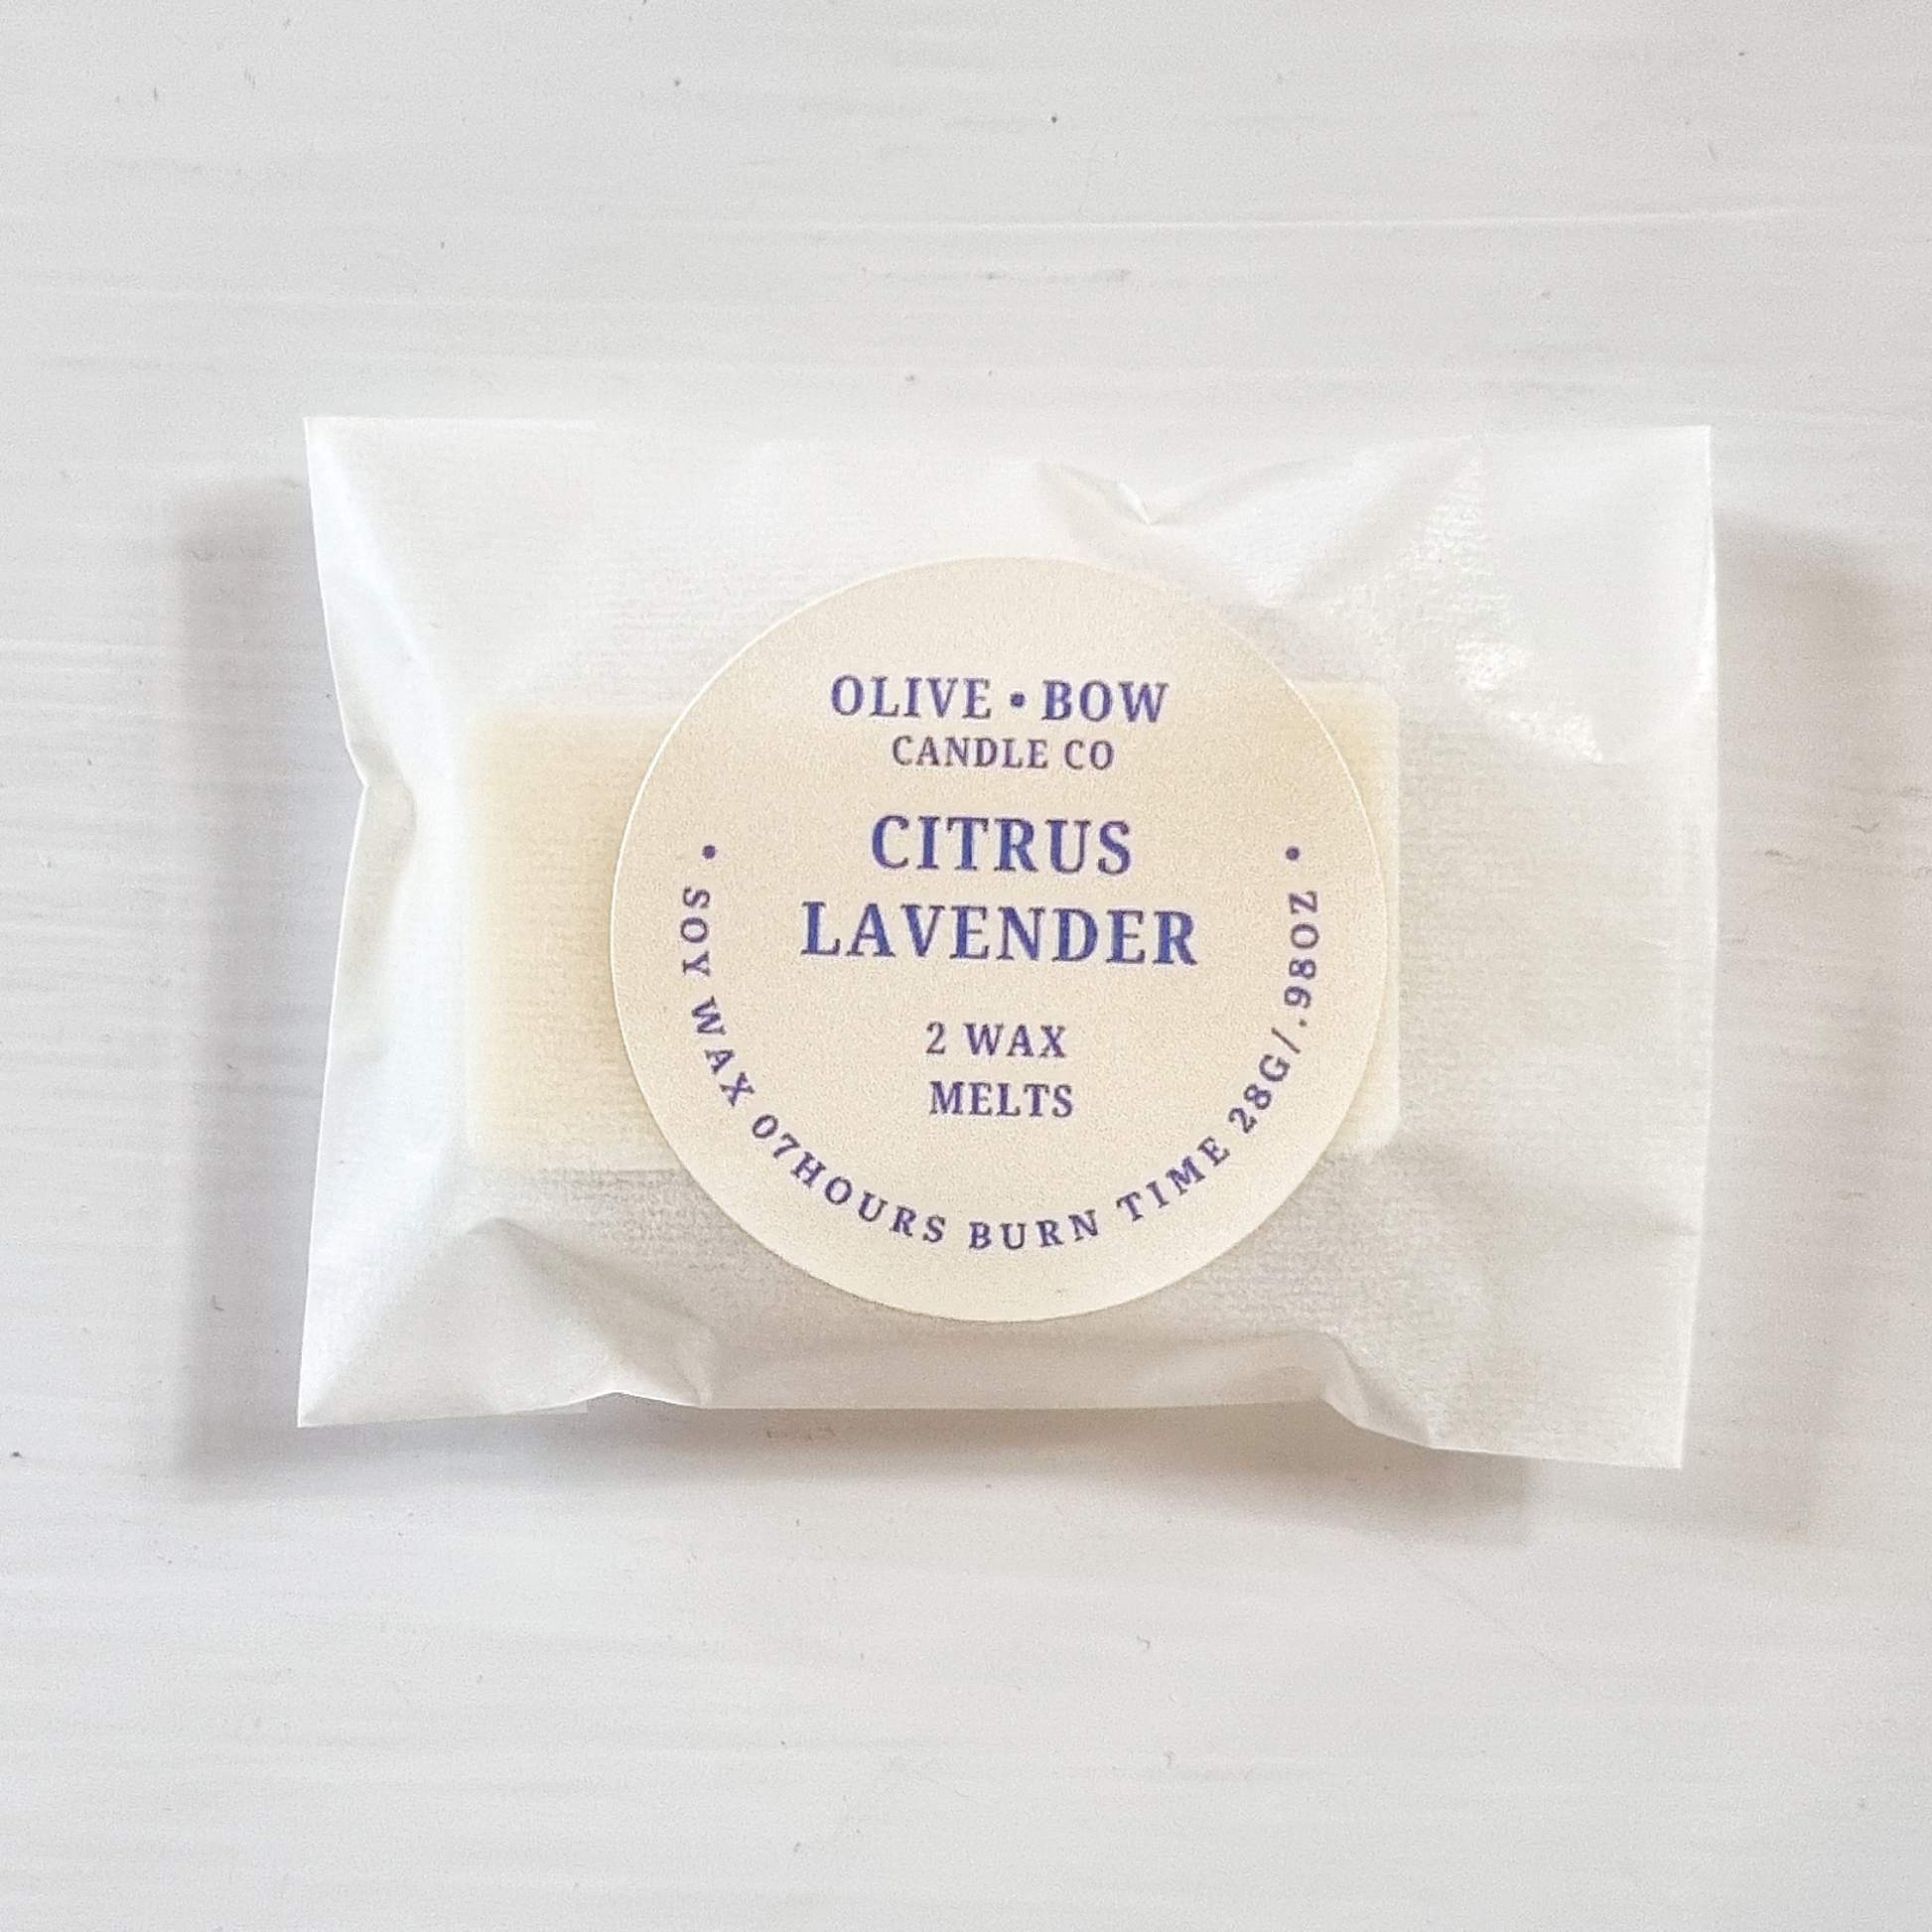 OLIVE • BOW
CANDLE CO
CITRUS
LAVENDER
2 WAX
MELTS
• SOY WAX 07HOURS BURN TIME 28G/.98OZ •